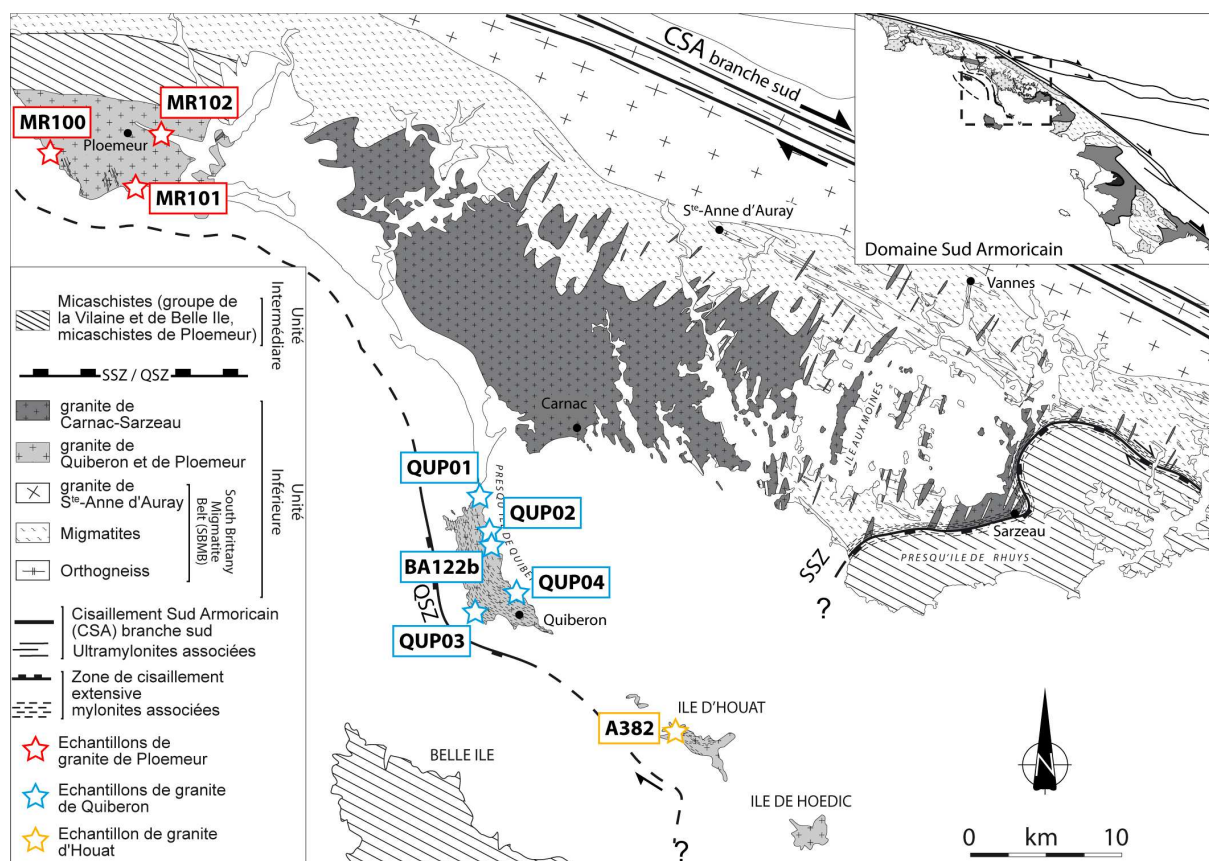 CSA branche sud
MR102
MR100
Ploemeur
MR101
Ste-Anne d'Auray
Vannes
Domaine Sud Armoricain
Carnac
ILE AUX MOINES
QUP01
PRESQU'ILE DE QUIBERON
QUP02
BA122b
QUP04
QSZ
Quiberon
QUP03
SSZ
?
Sarzeau
PRESQU'ILE DE RHUYS
ILE D'HOUAT
A382
BELLE ILE
ILE DE HOEDIC
?
N
0 km 10
Micaschistes (groupe de
la Vilaine et de Belle Ile,
micaschistes de Ploemeur)
Unité
Intermédiare
SSZ / QSZ
granite de
Carnac-Sarzeau
granite de
Quiberon et de Ploemeur
granite de
Ste-Anne d'Auray
Migmatites
Orthogneiss
South Brittany
Migmatite
Belt (SBMB)
Unité
Inférieure
Cisaillement Sud Armoricain
(CSA) branche sud
Ultramylonites associées
Zone de cisaillement
extensive
mylonites associées
Echantillons de
granite de Ploemeur
Echantillons de granite
de Quiberon
Echantillon de granite
d'Houat